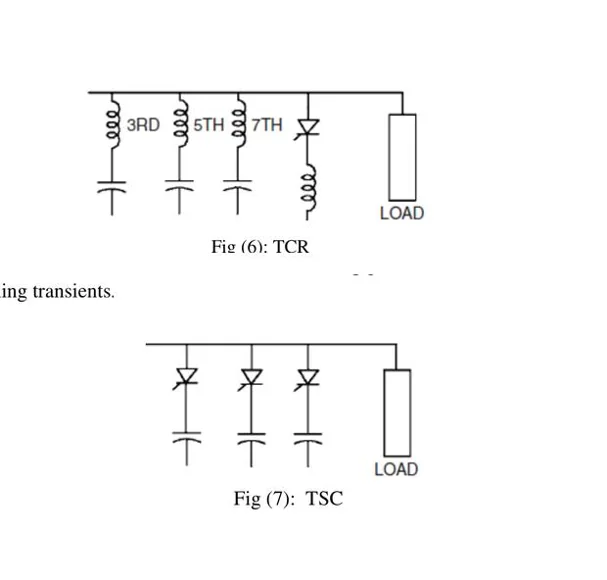 3RD 5TH 7TH
LOAD
Fig (6): TCR
ing transients.
LOAD
Fig (7): TSC